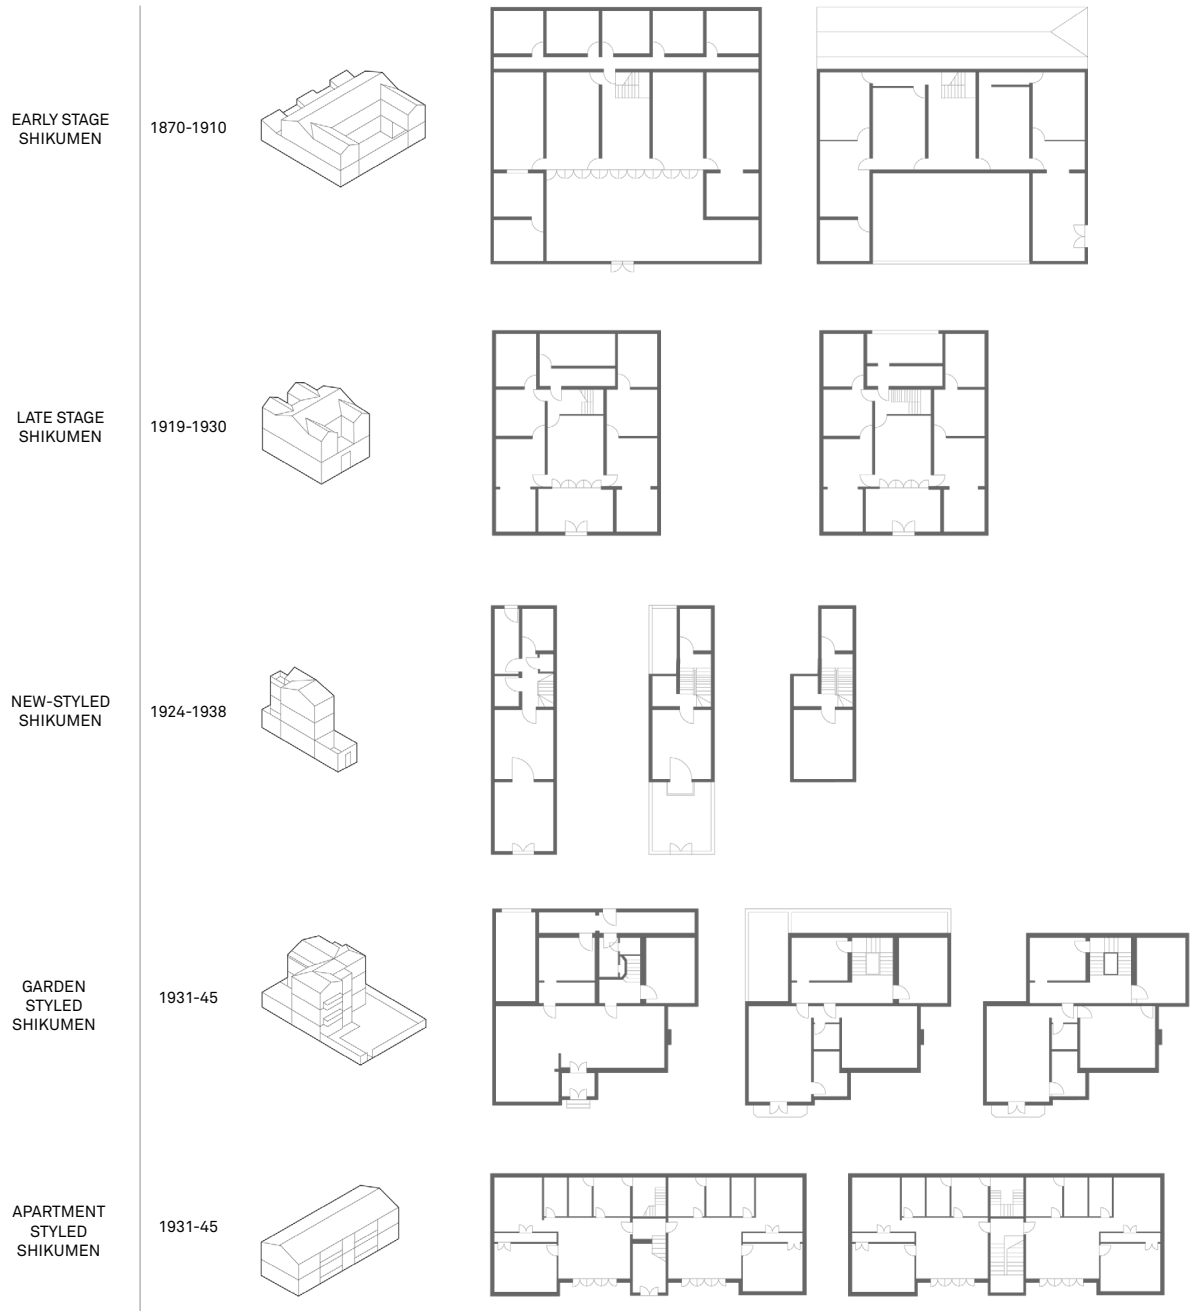 EARLY STAGE
SHIKUMEN
1870-1910
LATE STAGE
SHIKUMEN
1919-1930
NEW-STYLED
SHIKUMEN
1924-1938
GARDEN
STYLED
SHIKUMEN
1931-45
APARTMENT
STYLED
SHIKUMEN
1931-45